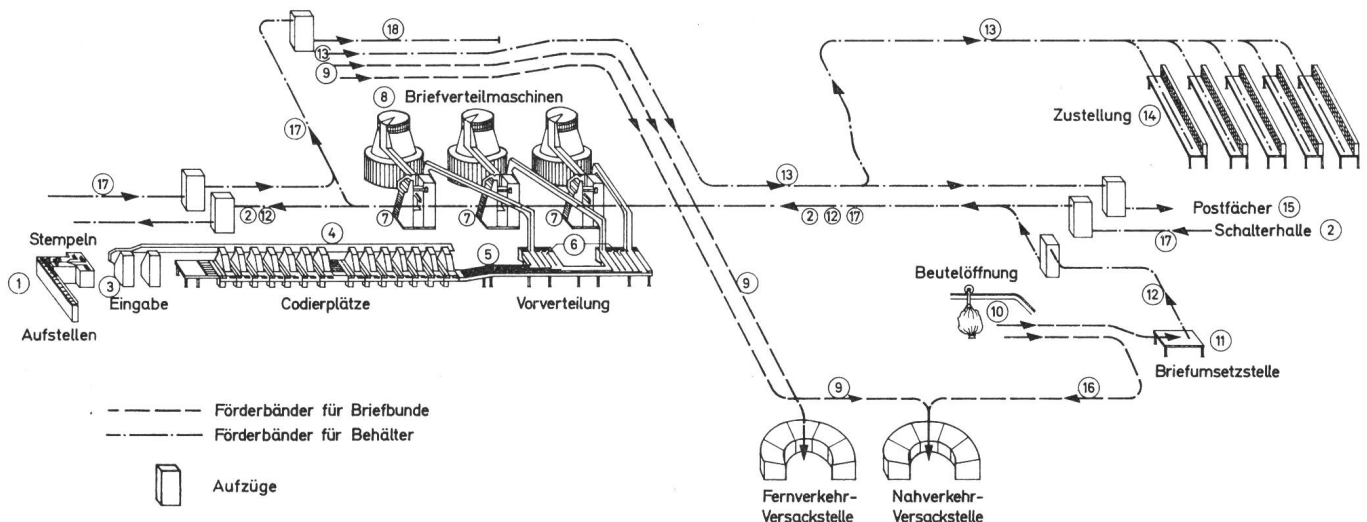 18
13
9
13
8 Briefverteilmaschinen
Zustellung 14
17
17
13
2 12
2 12 17
Postfächer 15
7
7
7
17
Schalterhalle 2
Stempeln
4
6
5
1
3
Eingabe
Codierplätze
Vorverteilung
Aufstellen
Beutelöffnung
10
9
12
11
Briefumsetzstelle
9
16
Förderbänder für Briefbunde
Förderbänder für Behälter
Aufzüge
Fernverkehr-
Versackstelle
Nahverkehr-
Versackstelle